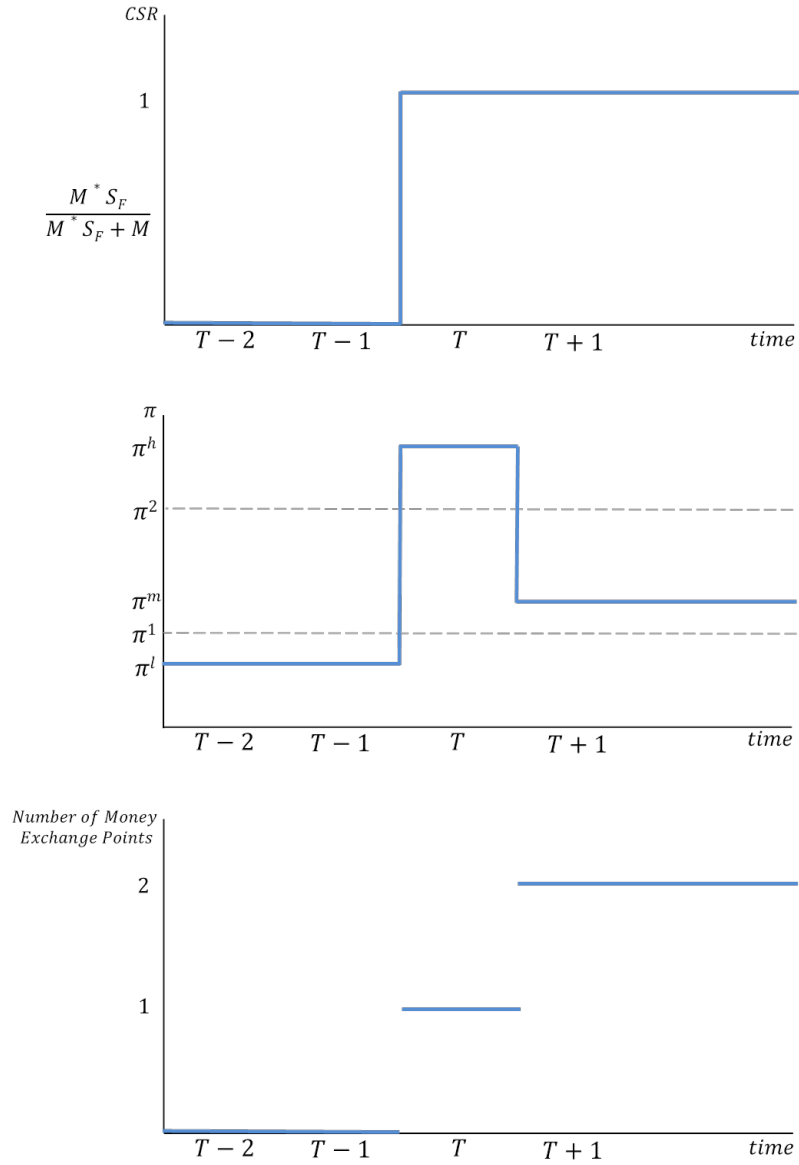 CSR
1
M * S_F
M * S_F + M
T − 2 T − 1 T T + 1 time
π
π^h
π^2
π^m
π^1
π^l
T − 2 T − 1 T T + 1 time
Number of Money
Exchange Points
2
1
T − 2 T − 1 T T + 1 time